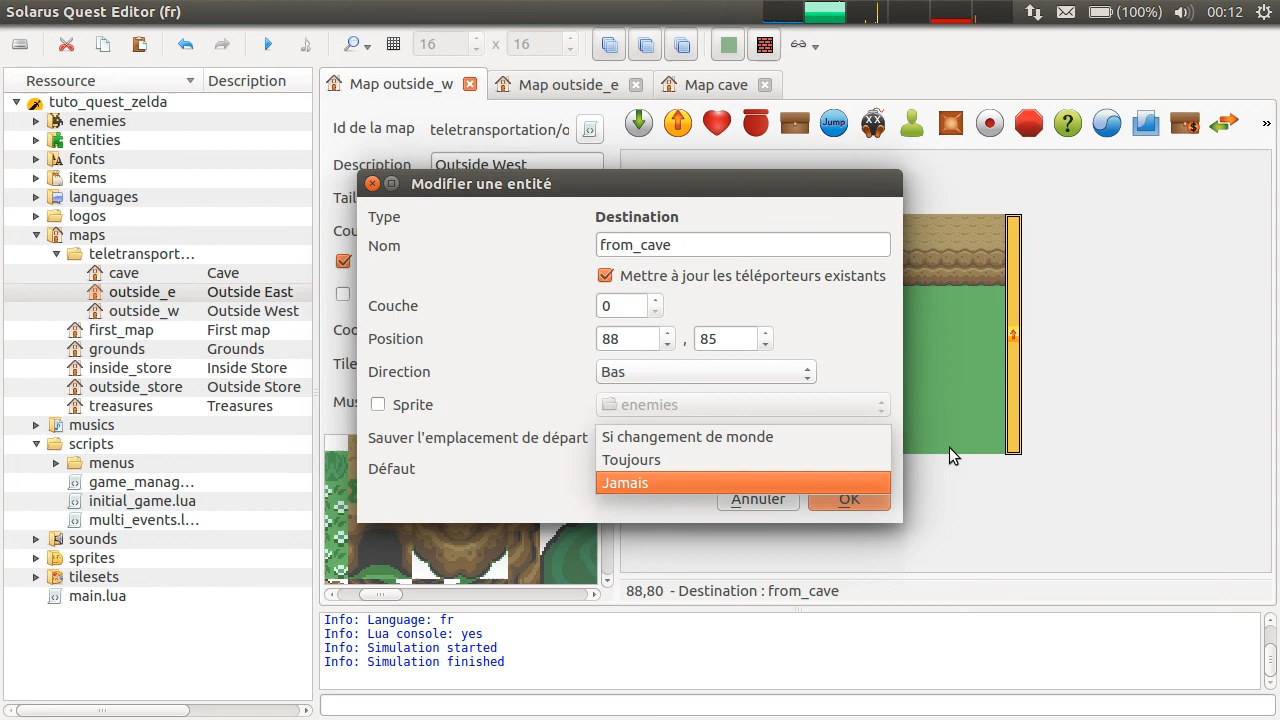 Solarus Quest Editor (fr)
(100%)
00:12
16 x 16
Ressource
Description
Map outside_w
Map outside_e
Map cave
tuto_quest_zelda
enemies
entities
fonts
items
languages
logos
maps
teletransport...
cave Cave
outside_e Outside East
outside_w Outside West
first_map First map
grounds Grounds
inside_store Inside Store
outside_store Outside Store
treasures Treasures
musics
scripts
menus
game_manag...
initial_game.lua
multi_events.l...
sounds
sprites
tilesets
main.lua
Id de la map teletransportation/o
Jump
»
Description Outside West
Tail
Cou
Coo
Tile
Mus
Modifier une entité
Type Destination
Nom from_cave
Mettre à jour les téléporteurs existants
Couche 0
Position 88 , 85
Direction Bas
Sprite enemies
Sauver l'emplacement de départ
Si changement de monde
Toujours
Jamais
Défaut
Annuler OK
88,80 - Destination : from_cave
Info: Language: fr
Info: Lua console: yes
Info: Simulation started
Info: Simulation finished